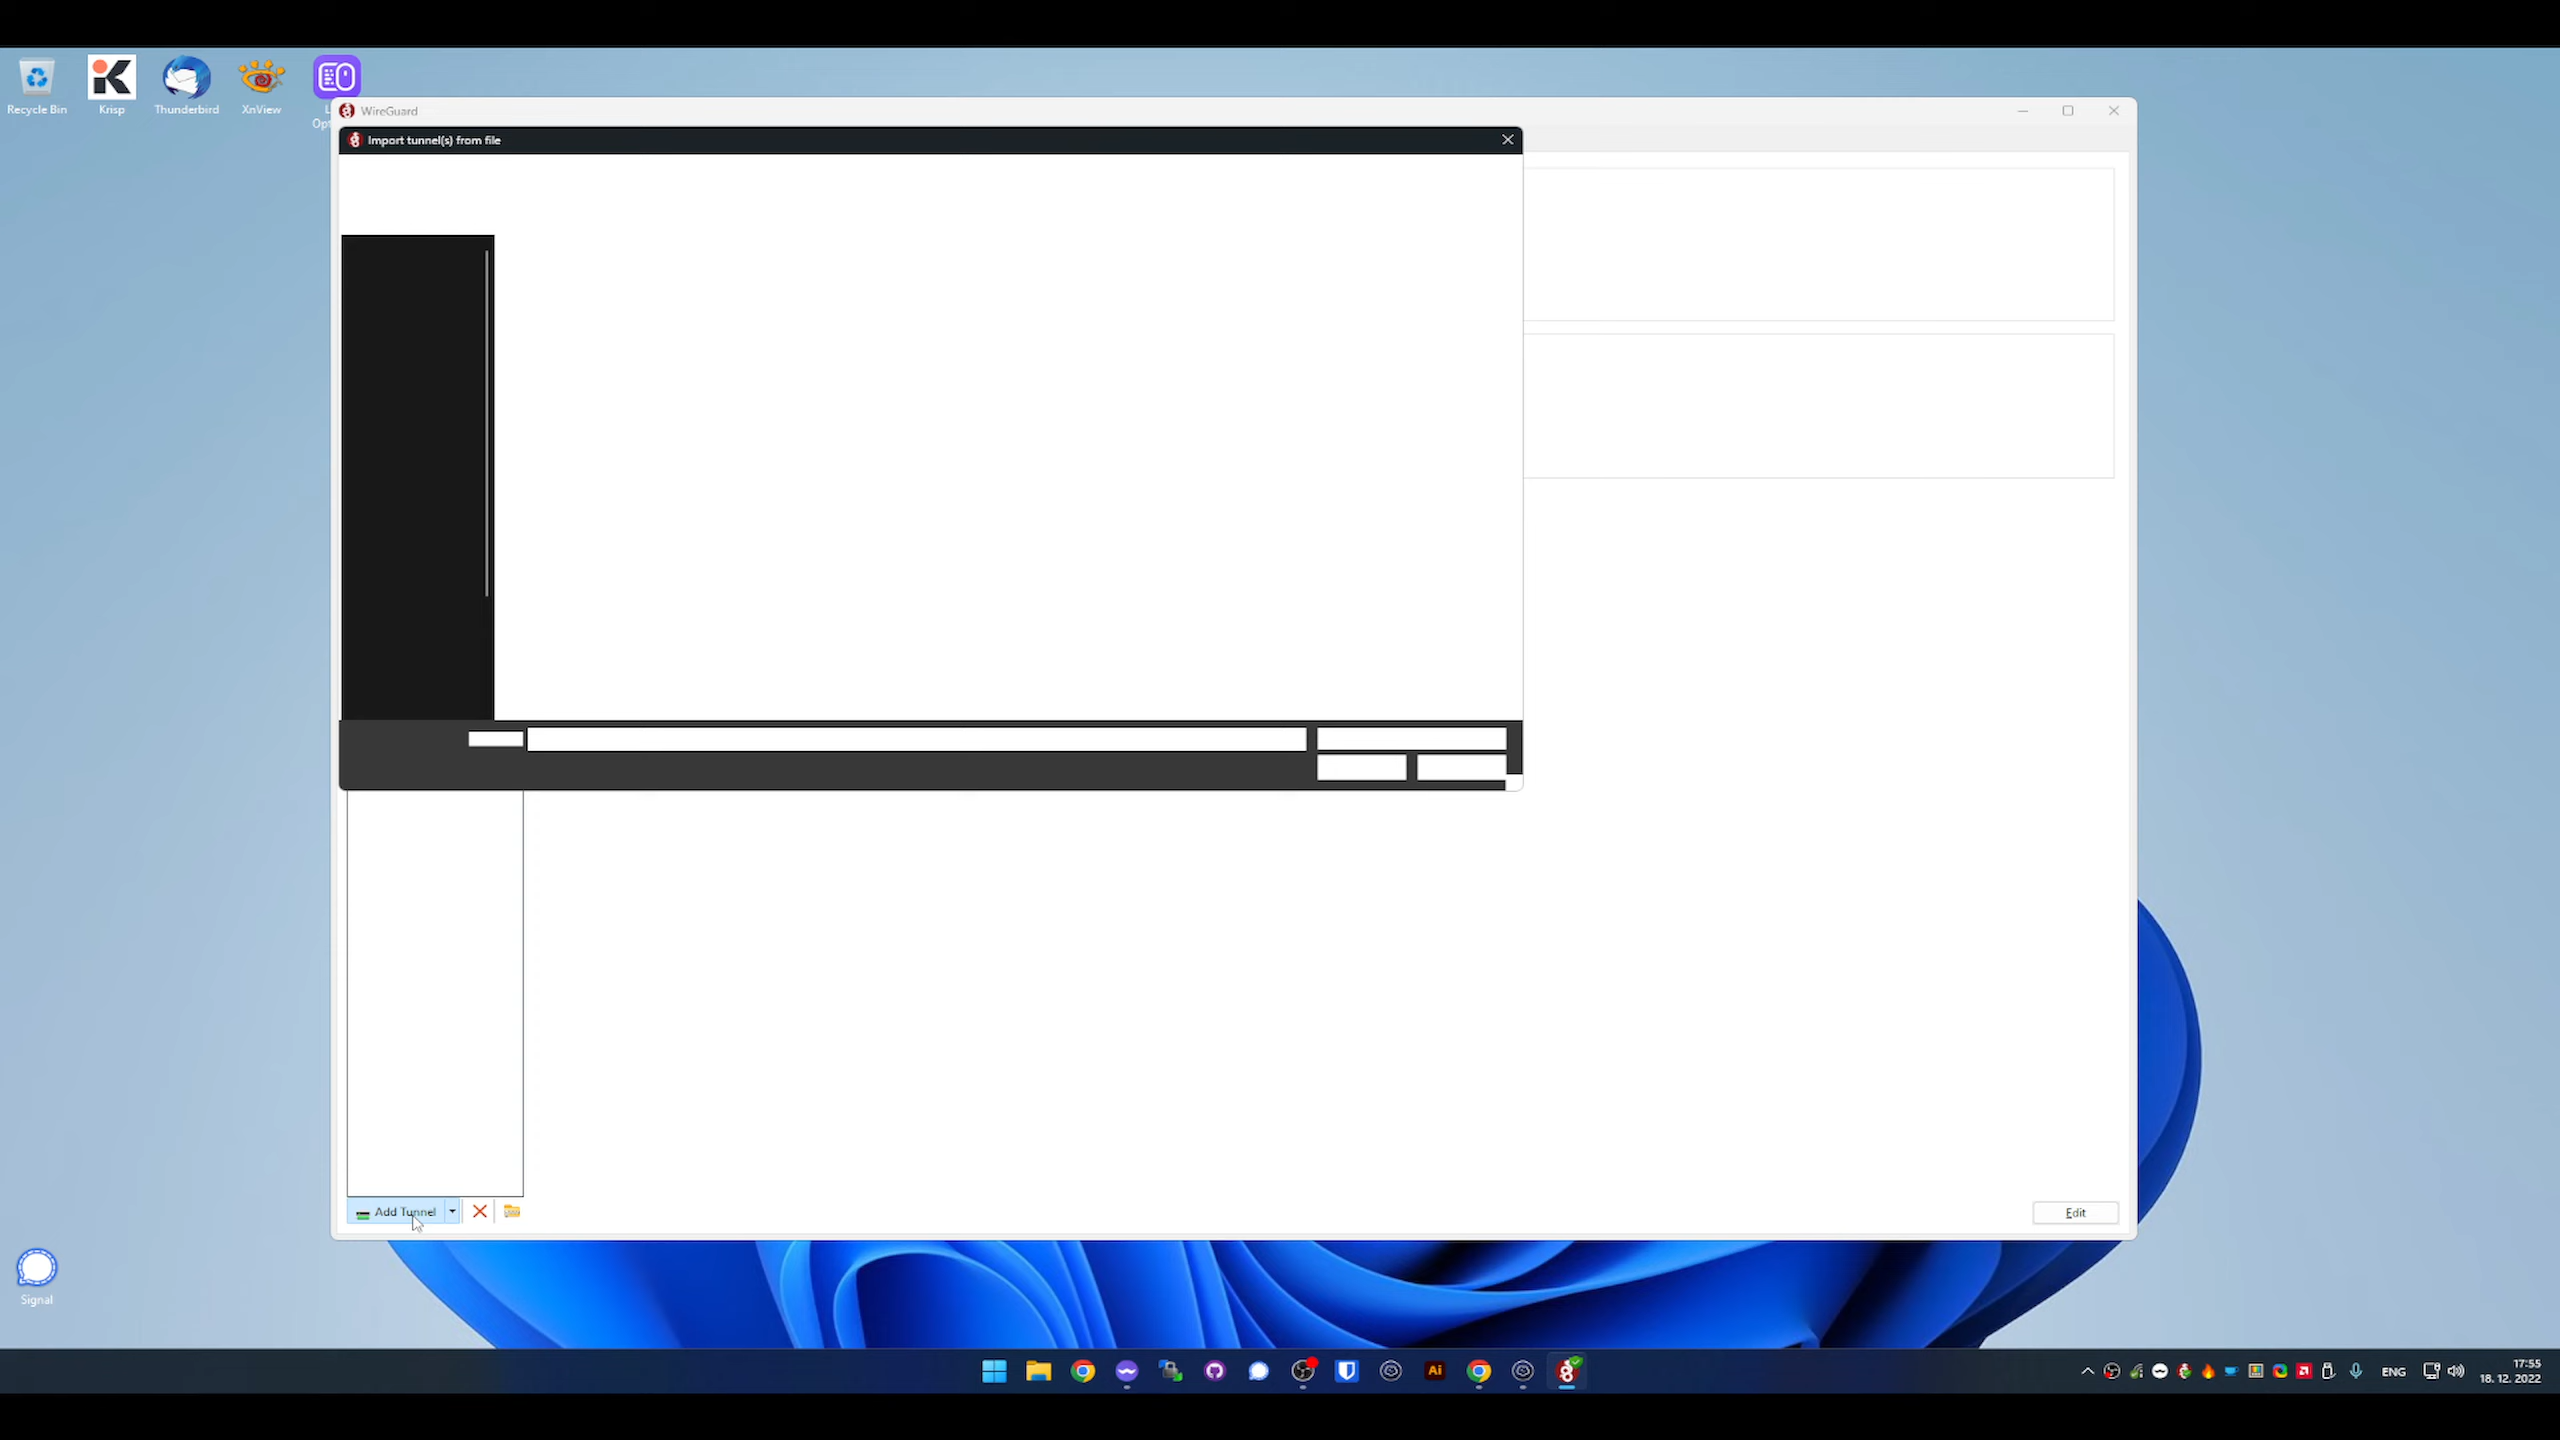 Recycle Bin
Krisp
Thunderbird
XnView
WireGuard
Import tunnel(s) from file
Add Tunnel
Edit
Signal
Ai
ENG
17:55
18. 12. 2022